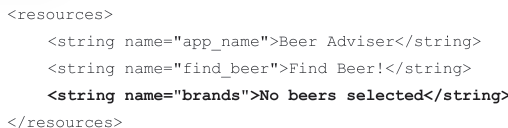 <resources>
    <string name="app_name">Beer Adviser</string>
    <string name="find_beer">Find Beer!</string>
    <string name="brands">No beers selected</string>
</resources>